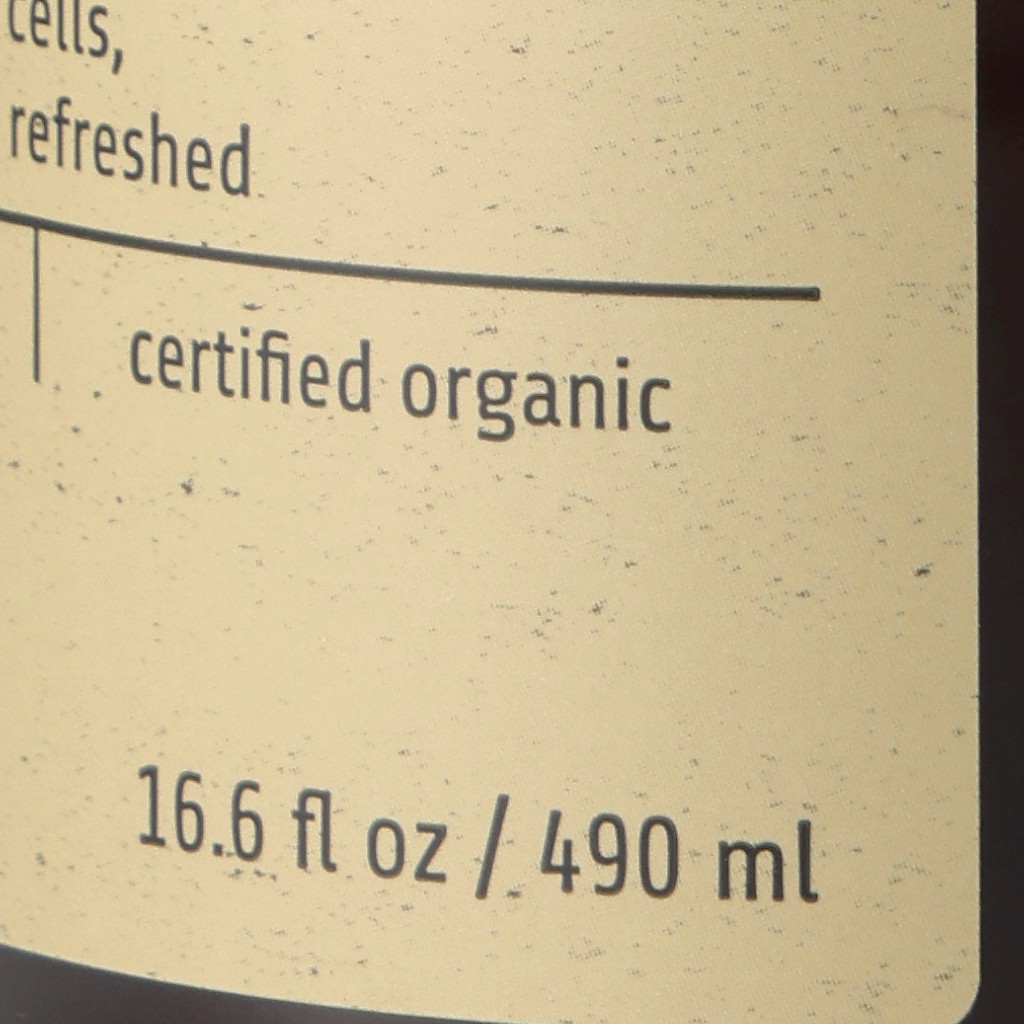 cells,
refreshed
certified organic
16.6 fl oz / 490 ml